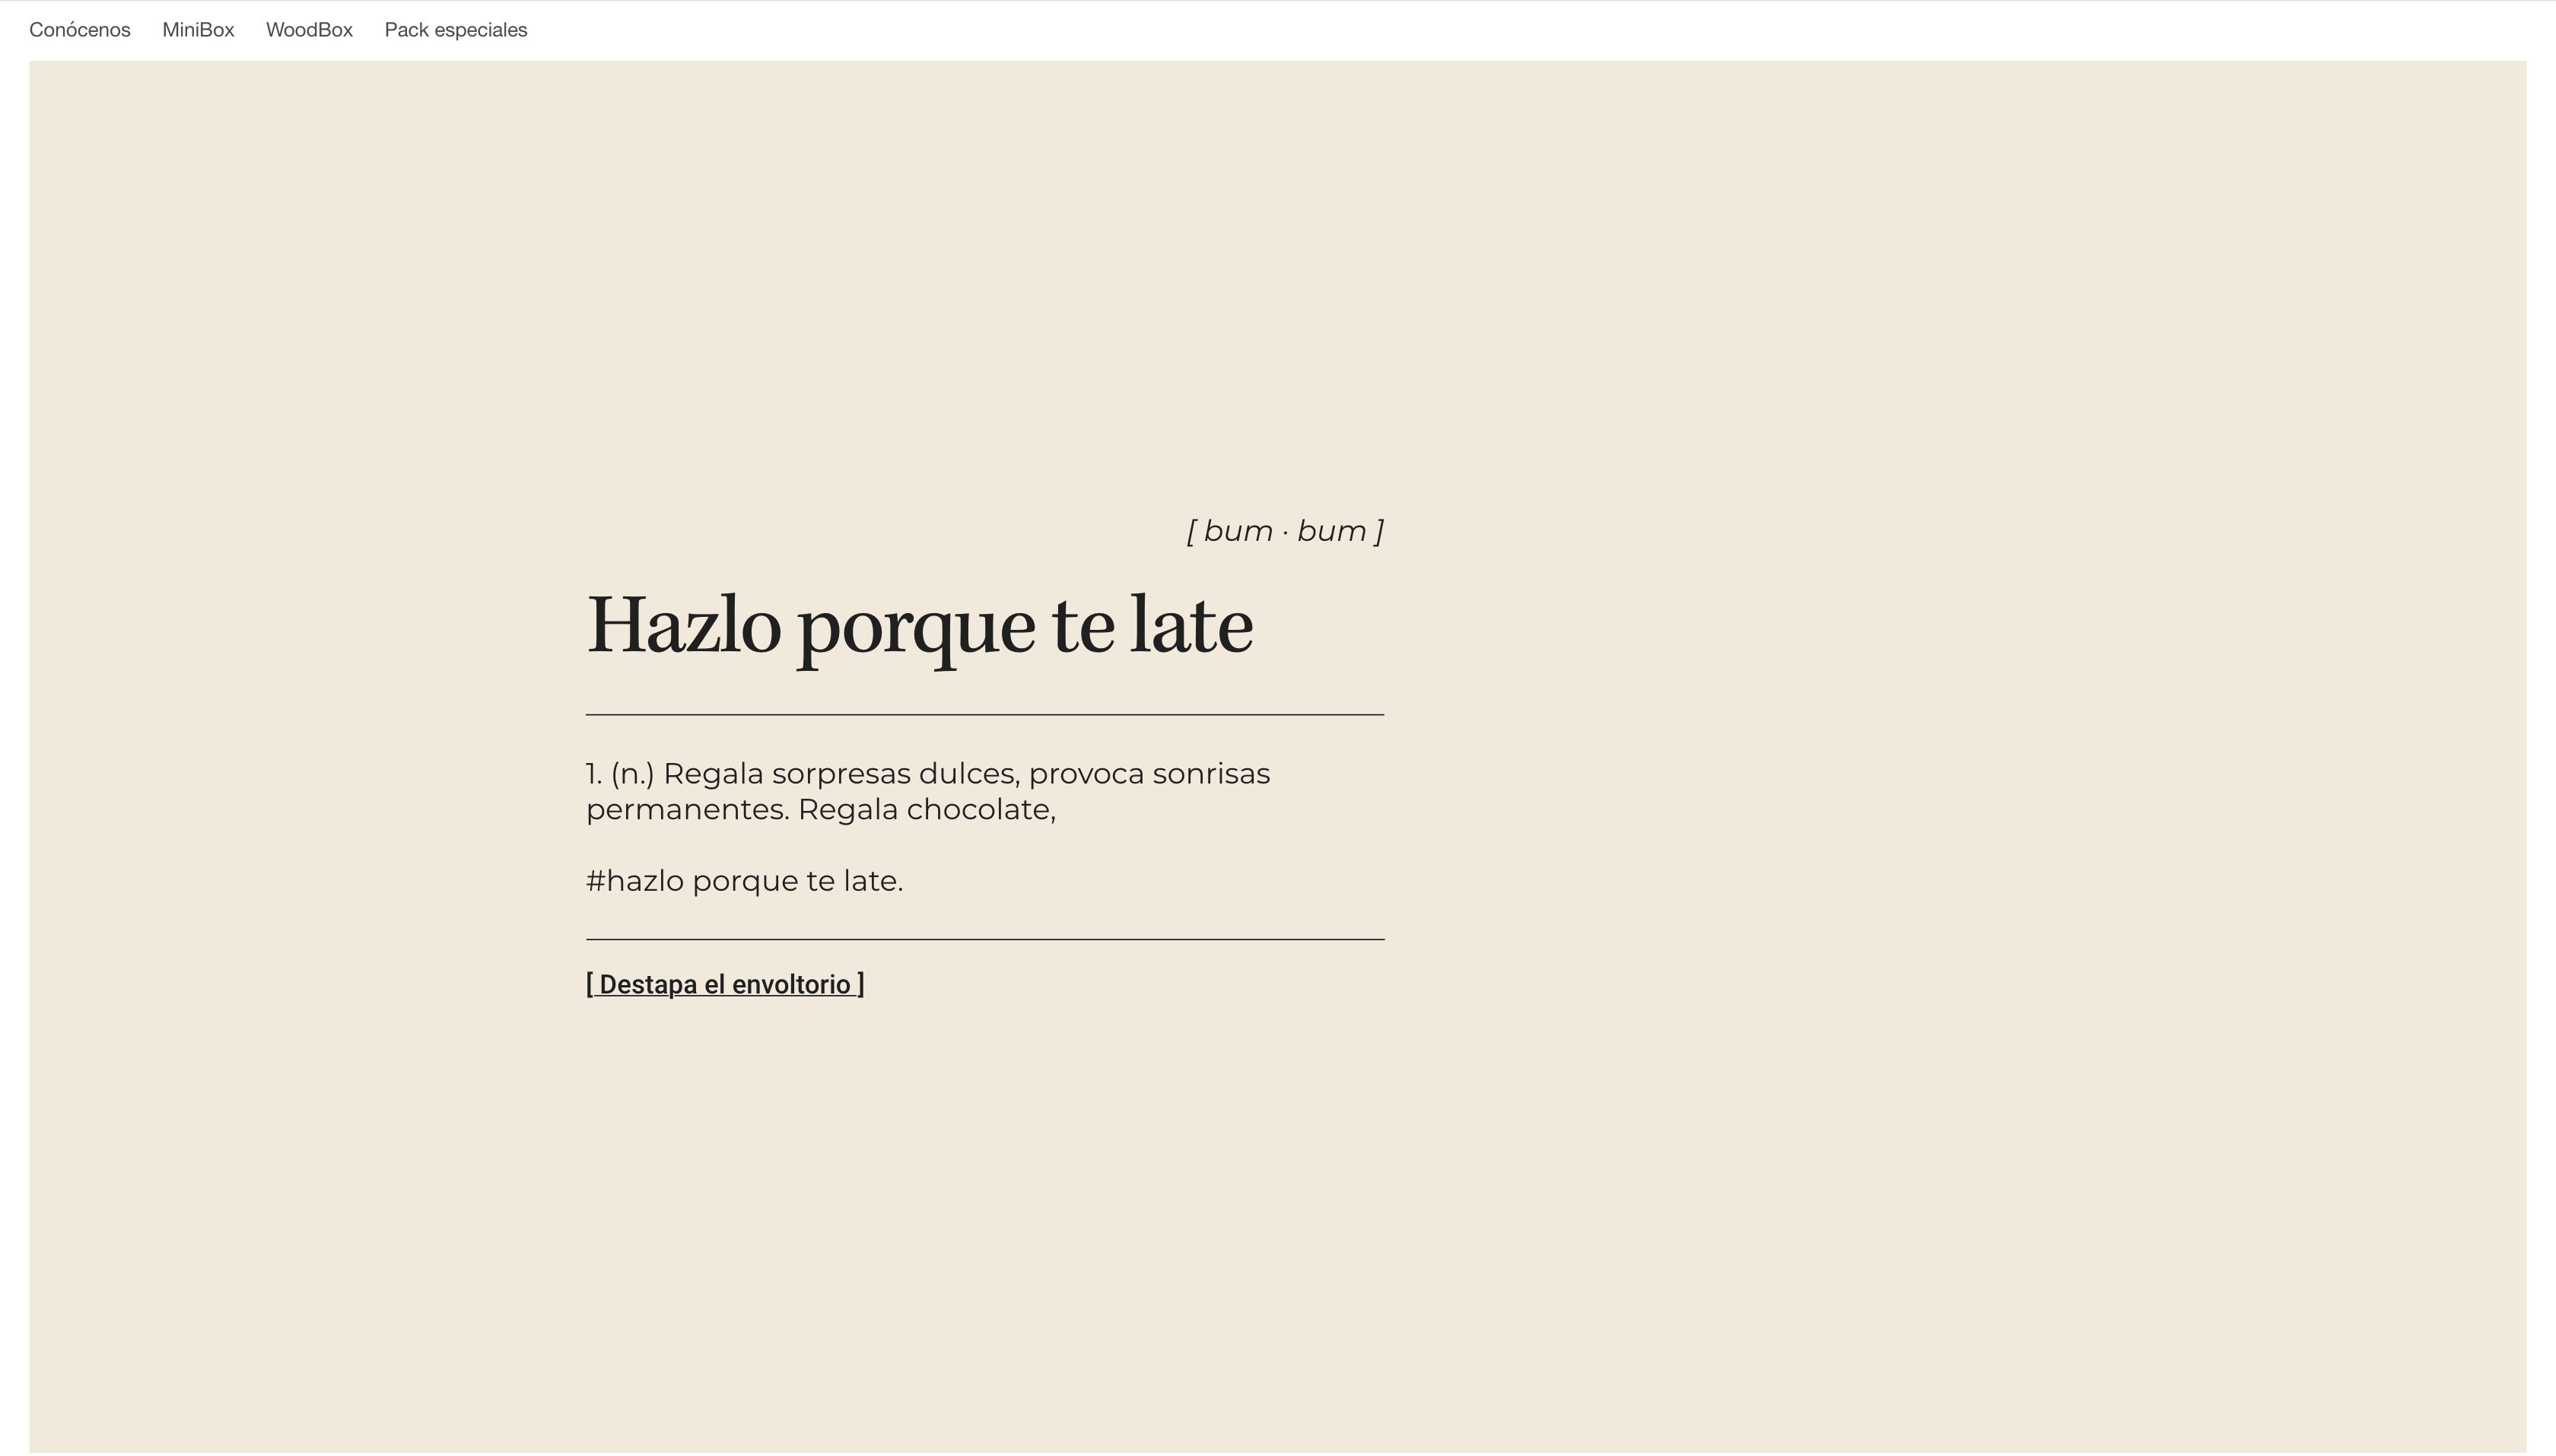 Conócenos MiniBox WoodBox Pack especiales
[ bum · bum ]
Hazlo porque te late
1. (n.) Regala sorpresas dulces, provoca sonrisas
permanentes. Regala chocolate,
#hazlo porque te late.
[ Destapa el envoltorio ]